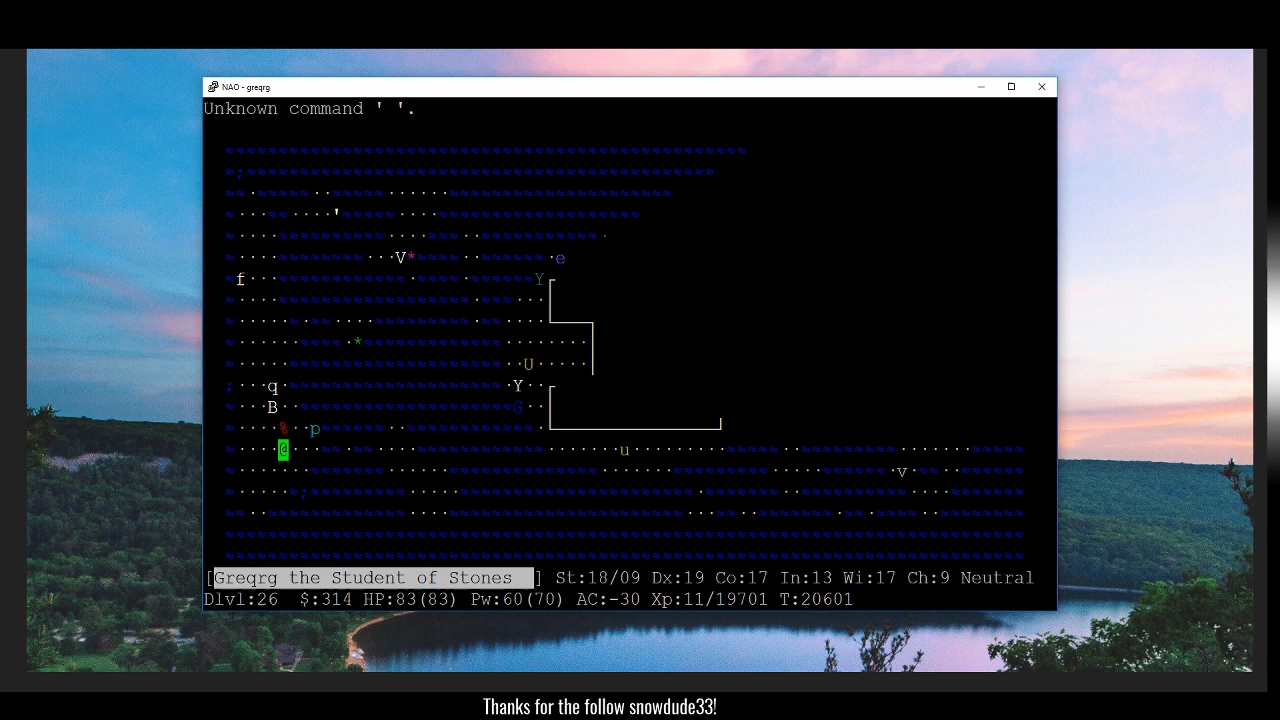 NAO - greqrg
Unknown command ' '.
[Greqrg the Student of Stones ] St:18/09 Dx:19 Co:17 In:13 Wi:17 Ch:9 Neutral
Dlvl:26 $:314 HP:83(83) Pw:60(70) AC:-30 Xp:11/19701 T:20601
Thanks for the follow snowdude33!